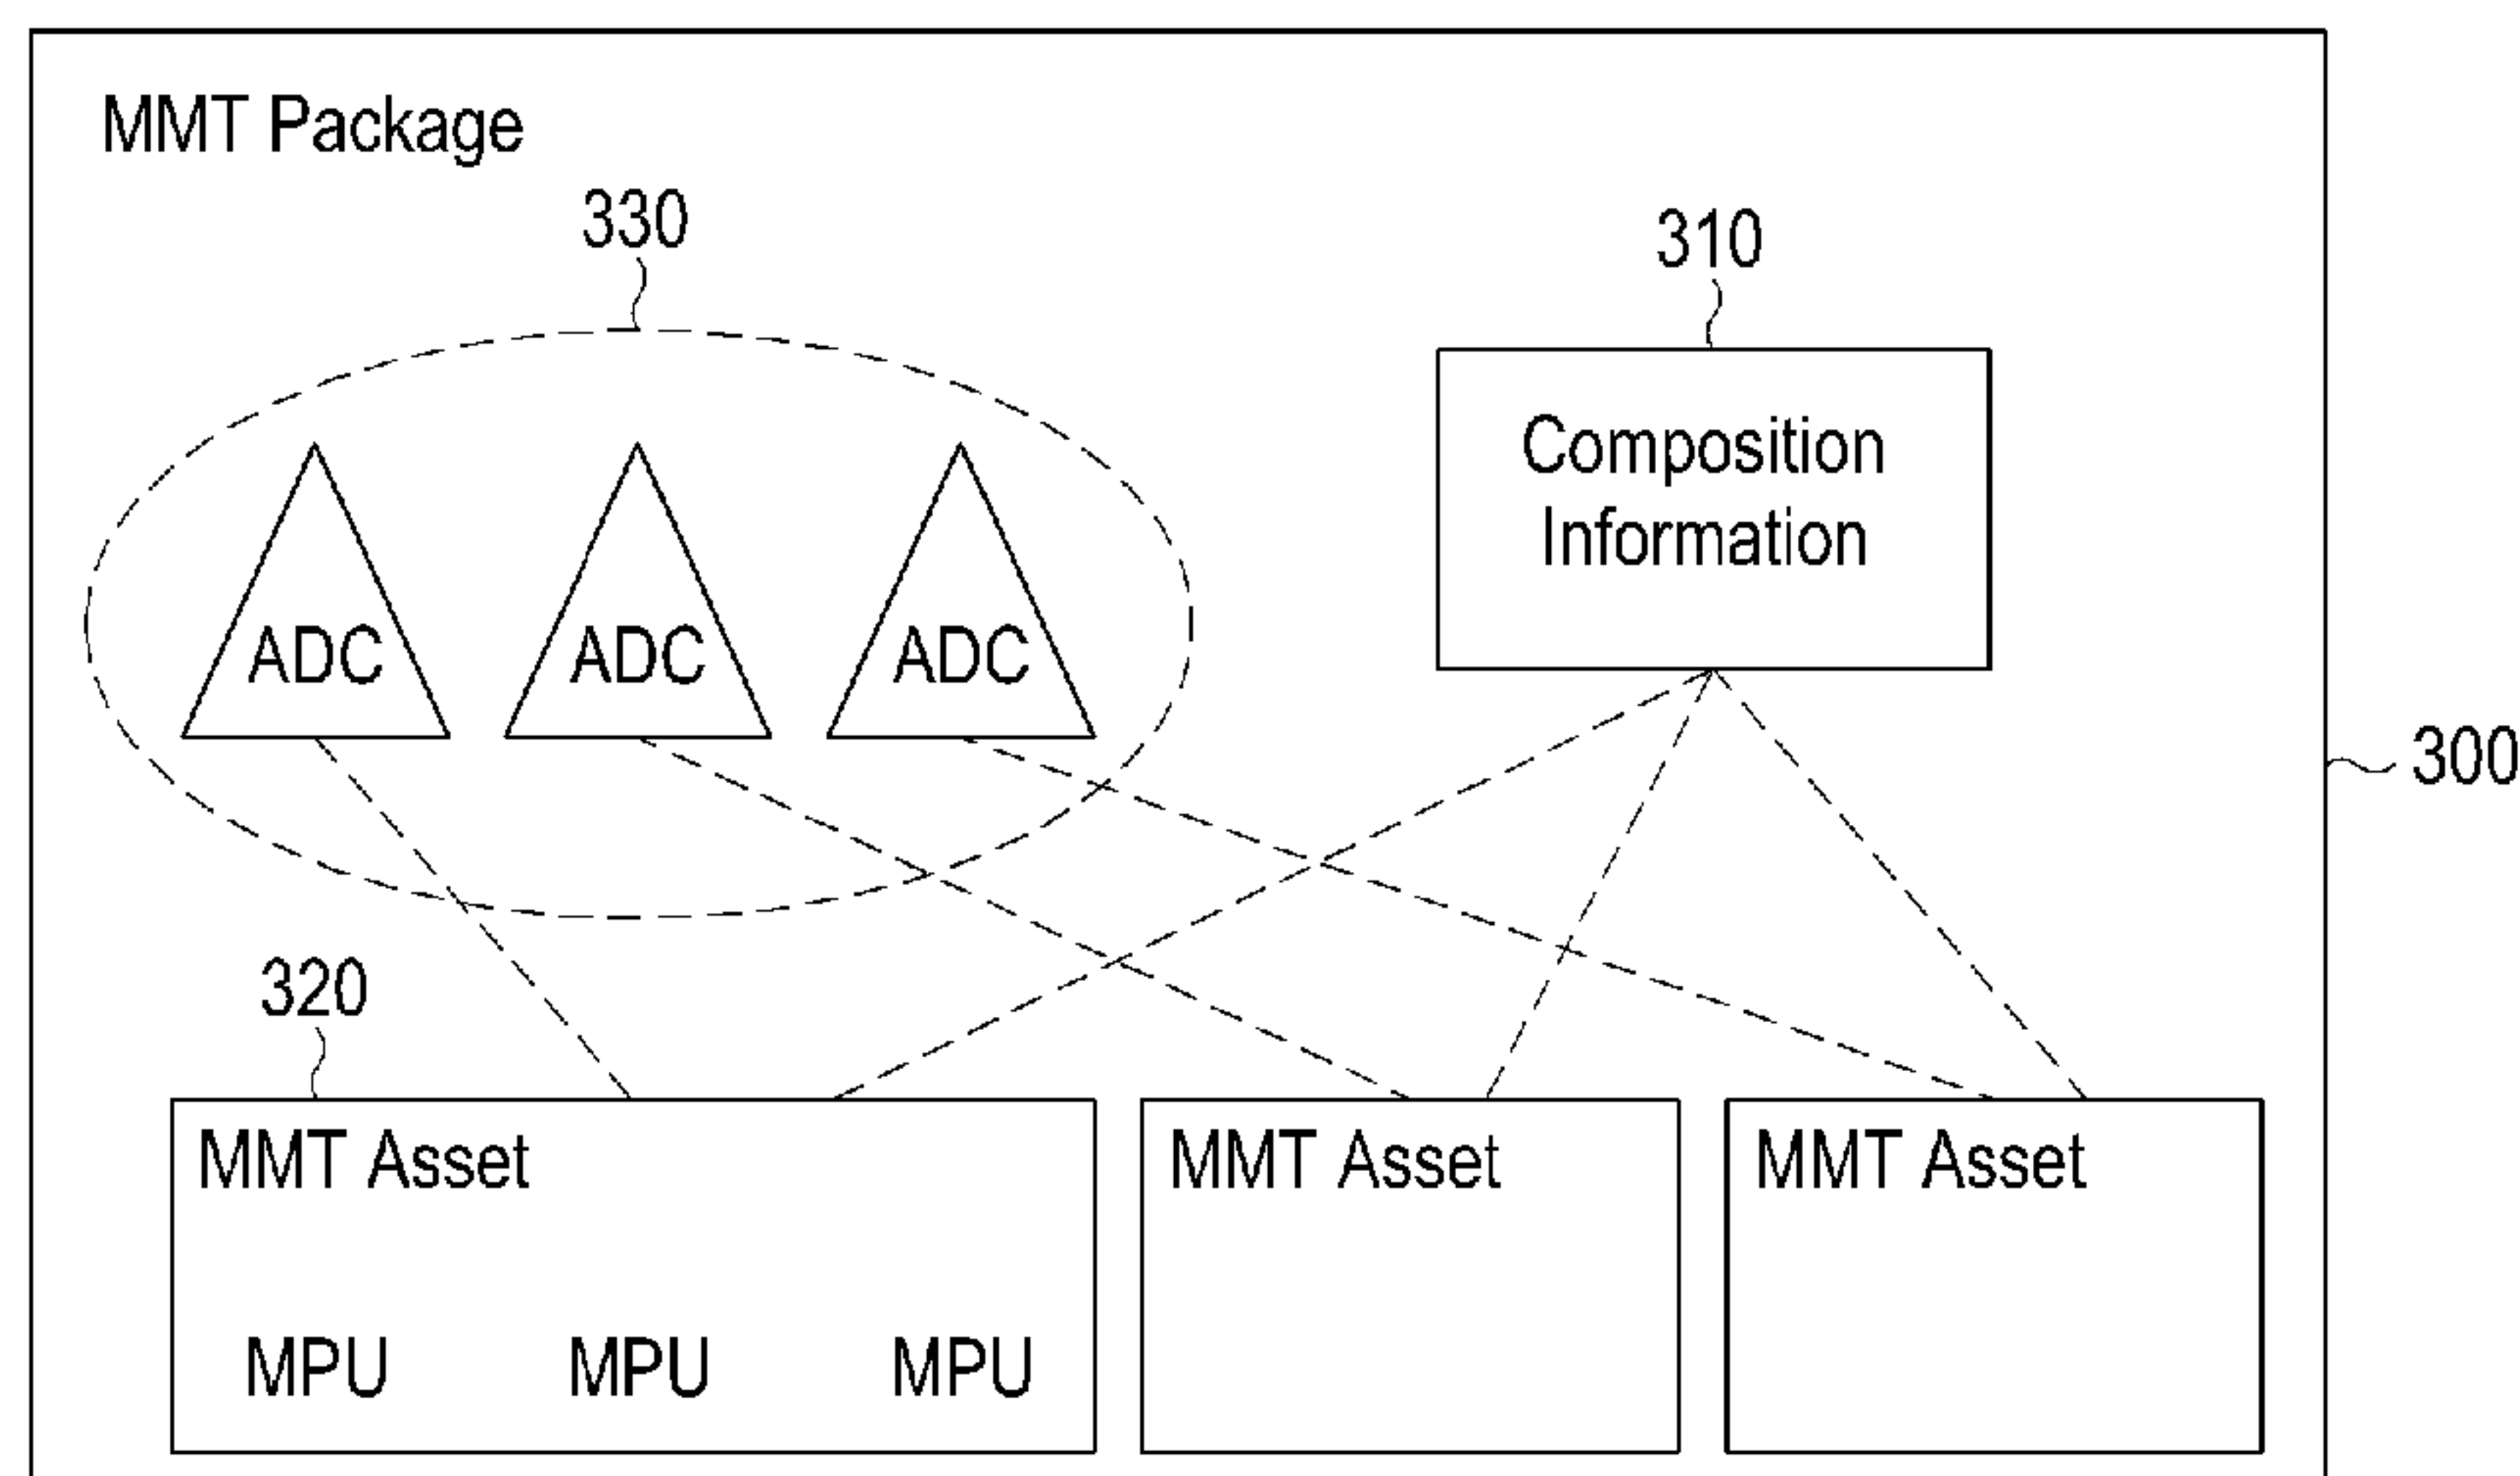 MMT Package
330
310
Composition
Information
ADC ADC ADC
300
320
MMT Asset MMT Asset MMT Asset
MPU MPU MPU